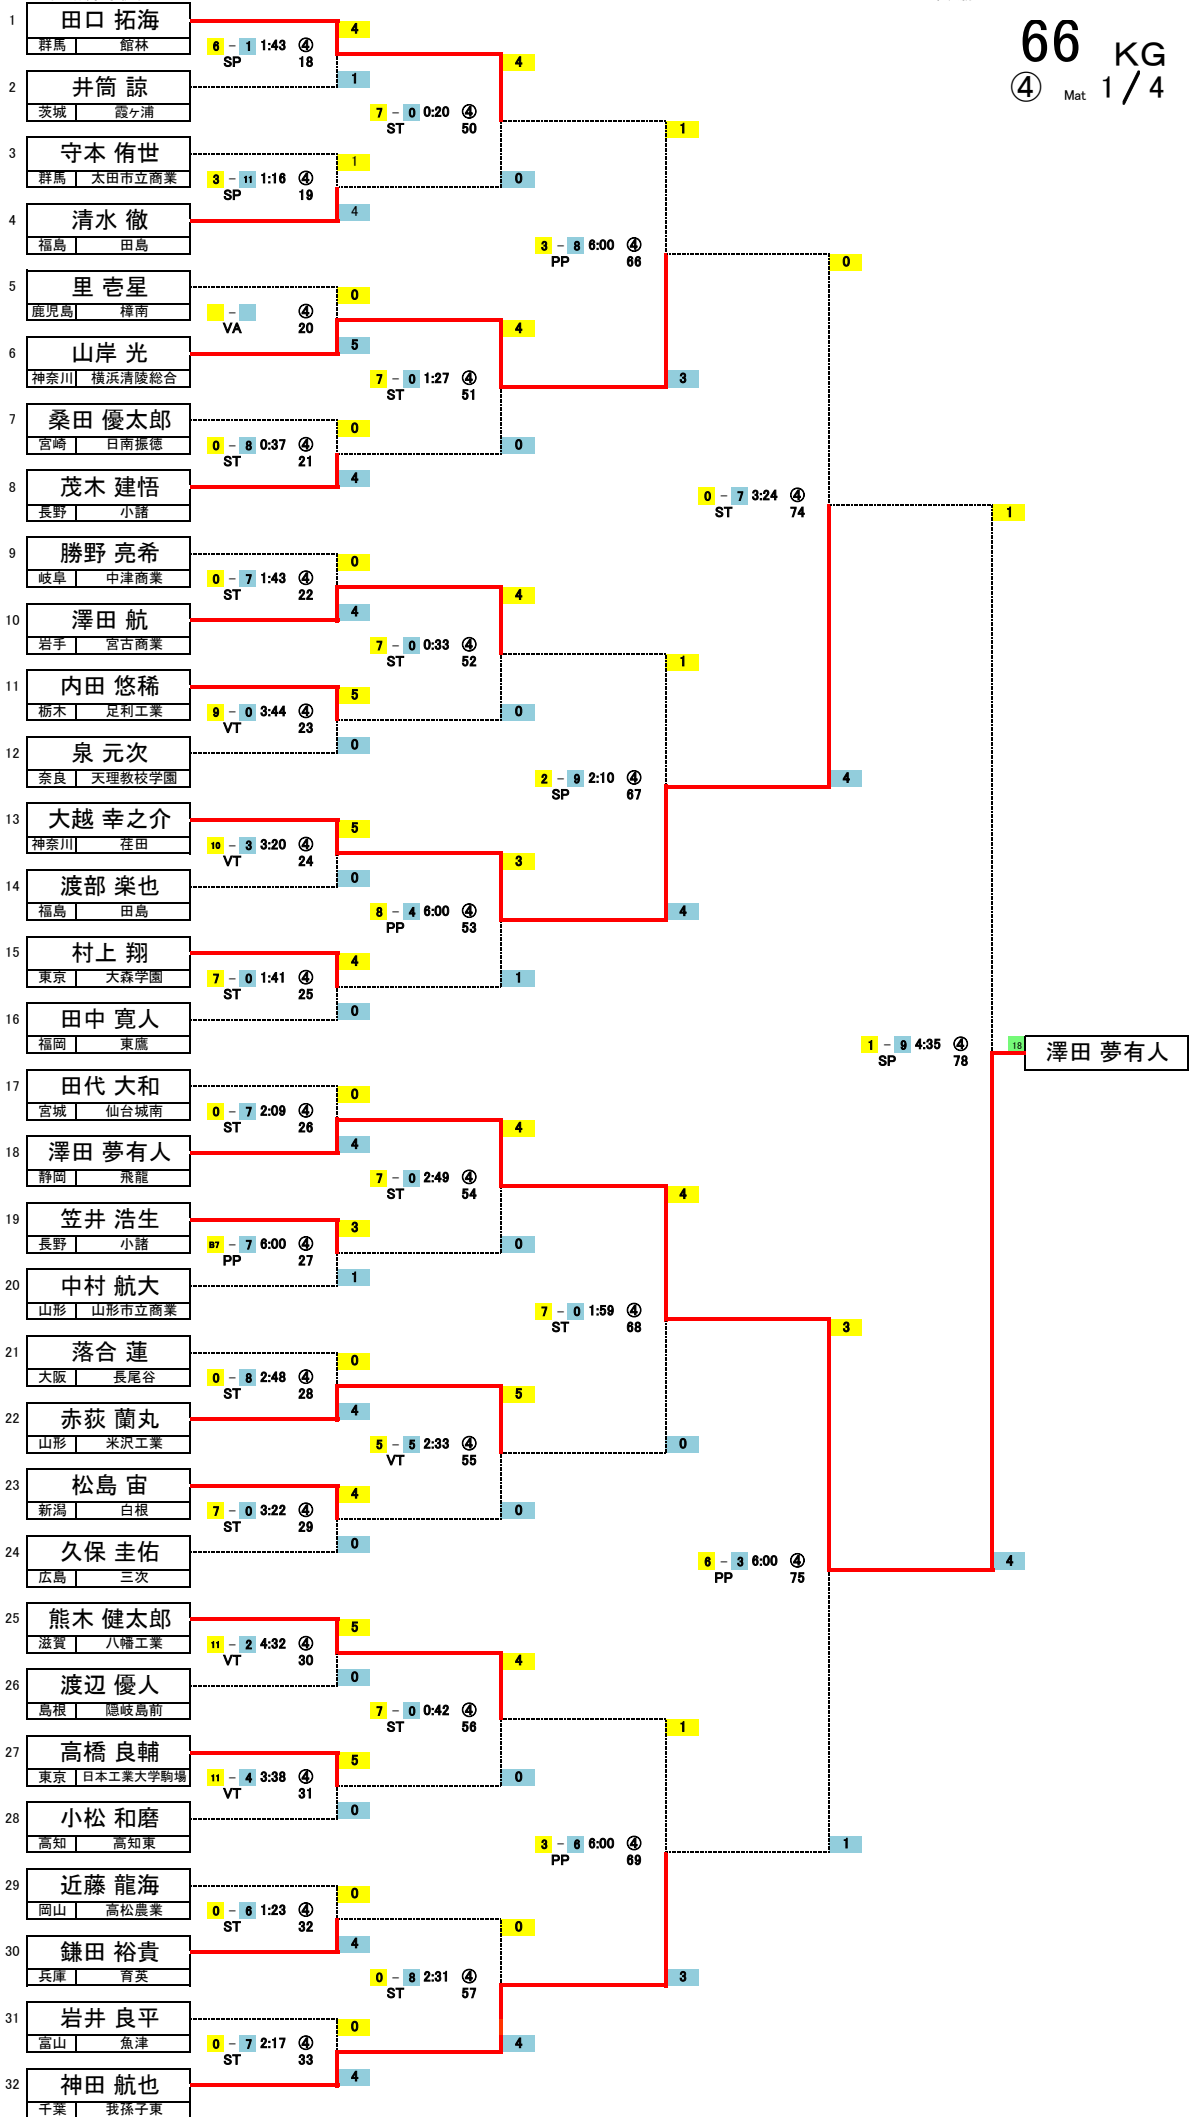 66 KG
④ Mat 1/4
1 田口 拓海
群馬 館林
6 - 1 1:43 ④
SP 18
4
1
2 井筒 諒
茨城 霞ヶ浦
7 - 0 0:20 ④
ST 50
4
0
3 守本 侑世
群馬 太田市立商業
3 - 11 1:16 ④
SP 19
1
4
4 清水 徹
福島 田島
3 - 8 6:00 ④
PP 66
1
3
5 里 壱星
鹿児島 樟南
- ④
VA 20
0
5
6 山岸 光
神奈川 横浜清陵総合
7 - 0 1:27 ④
ST 51
4
0
7 桑田 優太郎
宮崎 日南振徳
0 - 8 0:37 ④
ST 21
0
4
8 茂木 建悟
長野 小諸
0 - 7 3:24 ④
ST 74
0
4
9 勝野 亮希
岐阜 中津商業
0 - 7 1:43 ④
ST 22
0
4
10 澤田 航
岩手 宮古商業
7 - 0 0:33 ④
ST 52
4
0
11 内田 悠稀
栃木 足利工業
9 - 0 3:44 ④
VT 23
5
0
12 泉 元次
奈良 天理教校学園
2 - 9 2:10 ④
SP 67
1
4
13 大越 幸之介
神奈川 荏田
10 - 3 3:20 ④
VT 24
5
0
14 渡部 楽也
福島 田島
8 - 4 6:00 ④
PP 53
3
1
15 村上 翔
東京 大森学園
7 - 0 1:41 ④
ST 25
4
0
16 田中 寛人
福岡 東鷹
1 - 9 4:35 ④
SP 78
1
4
18 澤田 夢有人
17 田代 大和
宮城 仙台城南
0 - 7 2:09 ④
ST 26
0
4
18 澤田 夢有人
静岡 飛龍
7 - 0 2:49 ④
ST 54
4
0
19 笠井 浩生
長野 小諸
B7 - 7 6:00 ④
PP 27
3
1
20 中村 航大
山形 山形市立商業
7 - 0 1:59 ④
ST 68
4
0
21 落合 蓮
大阪 長尾谷
0 - 8 2:48 ④
ST 28
0
4
22 赤荻 蘭丸
山形 米沢工業
5 - 5 2:33 ④
VT 55
5
0
23 松島 宙
新潟 白根
7 - 0 3:22 ④
ST 29
4
0
24 久保 圭佑
広島 三次
6 - 3 6:00 ④
PP 75
3
1
25 熊木 健太郎
滋賀 八幡工業
11 - 2 4:32 ④
VT 30
5
0
26 渡辺 優人
島根 隠岐島前
7 - 0 0:42 ④
ST 56
4
0
27 高橋 良輔
東京 日本工業大学駒場
11 - 4 3:38 ④
VT 31
5
0
28 小松 和磨
高知 高知東
3 - 6 6:00 ④
PP 69
1
3
29 近藤 龍海
岡山 高松農業
0 - 6 1:23 ④
ST 32
0
4
30 鎌田 裕貴
兵庫 育英
0 - 8 2:31 ④
ST 57
0
4
31 岩井 良平
富山 魚津
0 - 7 2:17 ④
ST 33
0
4
32 神田 航也
千葉 我孫子東